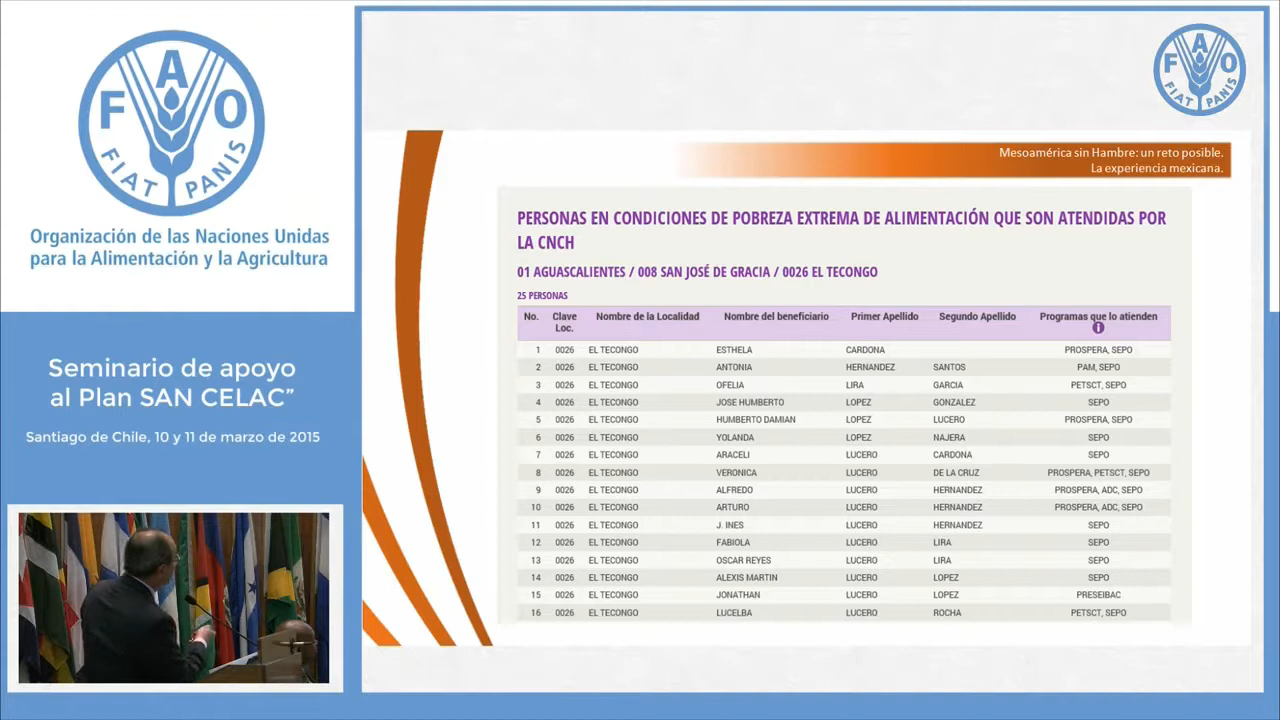 FAO
FIAT PANIS
Organización de las Naciones Unidas
para la Alimentación y la Agricultura
Seminario de apoyo
al Plan SAN CELAC”
Santiago de Chile, 10 y 11 de marzo de 2015
FAO
FIAT PANIS
Mesoamérica sin Hambre: un reto posible.
La experiencia mexicana.
PERSONAS EN CONDICIONES DE POBREZA EXTREMA DE ALIMENTACIÓN QUE SON ATENDIDAS POR
LA CNCH
01 AGUASCALIENTES / 008 SAN JOSÉ DE GRACIA / 0026 EL TECONGO
25 PERSONAS
No. Clave Loc. Nombre de la Localidad Nombre del beneficiario Primer Apellido Segundo Apellido Programas que lo atienden i
1 0026 EL TECONGO ESTHELA CARDONA PROSPERA, SEPO
2 0026 EL TECONGO ANTONIA HERNANDEZ SANTOS PAM, SEPO
3 0026 EL TECONGO OFELIA LIRA GARCIA PETSCT, SEPO
4 0026 EL TECONGO JOSE HUMBERTO LOPEZ GONZALEZ SEPO
5 0026 EL TECONGO HUMBERTO DAMIAN LOPEZ LUCERO PROSPERA, SEPO
6 0026 EL TECONGO YOLANDA LOPEZ NAJERA SEPO
7 0026 EL TECONGO ARACELI LUCERO CARDONA SEPO
8 0026 EL TECONGO VERONICA LUCERO DE LA CRUZ PROSPERA, PETSCT, SEPO
9 0026 EL TECONGO ALFREDO LUCERO HERNANDEZ PROSPERA, ADC, SEPO
10 0026 EL TECONGO ARTURO LUCERO HERNANDEZ PROSPERA, ADC, SEPO
11 0026 EL TECONGO J. INES LUCERO HERNANDEZ SEPO
12 0026 EL TECONGO FABIOLA LUCERO LIRA SEPO
13 0026 EL TECONGO OSCAR REYES LUCERO LIRA SEPO
14 0026 EL TECONGO ALEXIS MARTIN LUCERO LOPEZ SEPO
15 0026 EL TECONGO JONATHAN LUCERO LOPEZ PRESEIBAC
16 0026 EL TECONGO LUCELBA LUCERO ROCHA PETSCT, SEPO